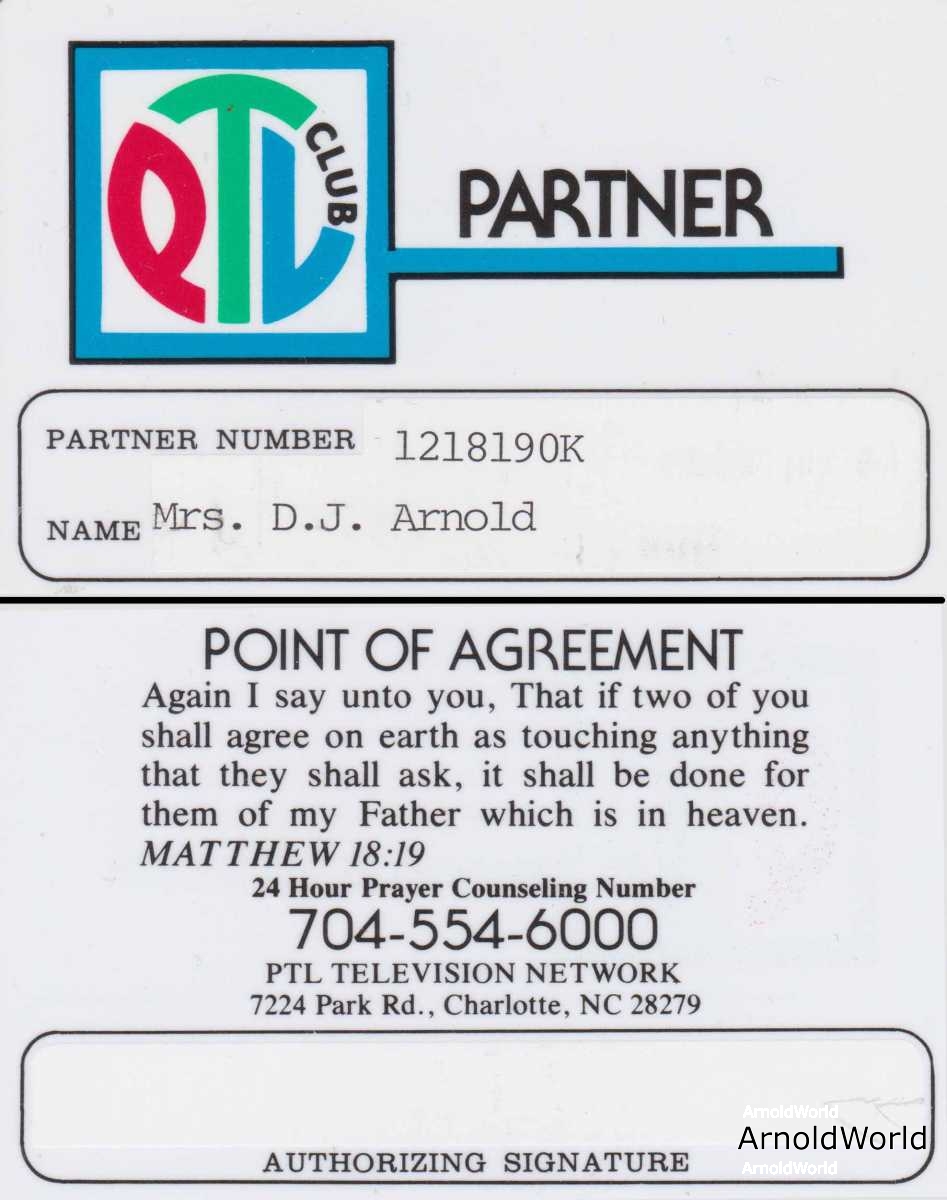 PTL CLUB
PARTNER
PARTNER NUMBER 1218190K
NAME Mrs. D.J. Arnold
POINT OF AGREEMENT
Again I say unto you, That if two of you
shall agree on earth as touching anything
that they shall ask, it shall be done for
them of my Father which is in heaven.
MATTHEW 18:19
24 Hour Prayer Counseling Number
704-554-6000
PTL TELEVISION NETWORK
7224 Park Rd., Charlotte, NC 28279
ArnoldWorld
ArnoldWorld
ArnoldWorld
AUTHORIZING SIGNATURE